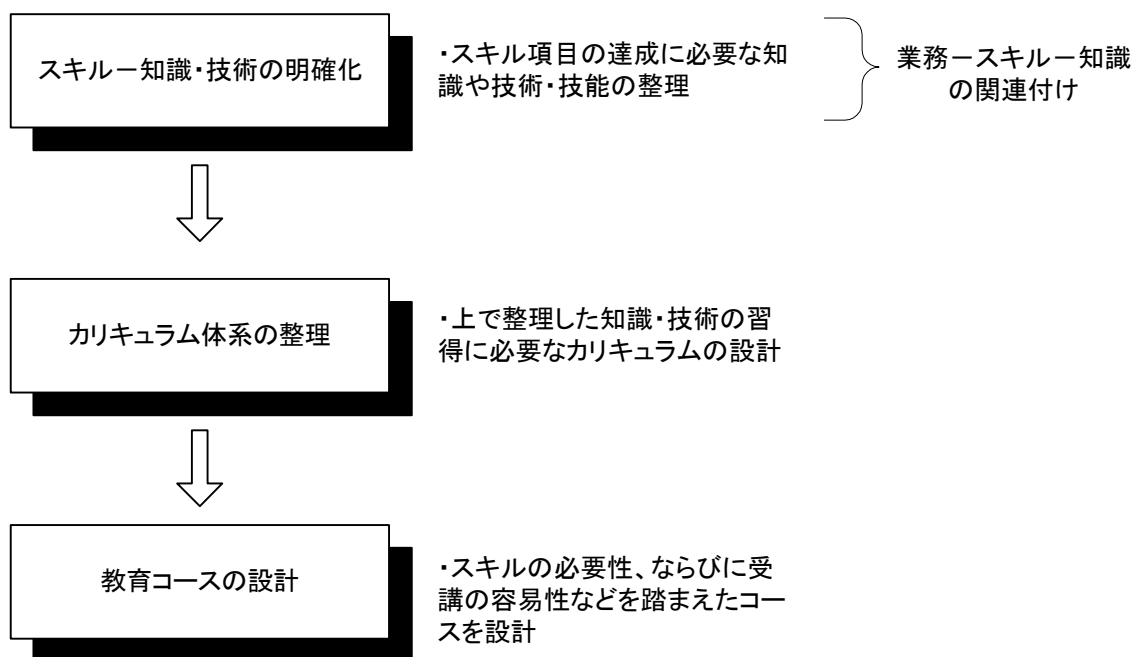 スキルー知識・技術の明確化
・スキル項目の達成に必要な知
識や技術・技能の整理
業務ースキルー知識
の関連付け
カリキュラム体系の整理
・上で整理した知識・技術の習
得に必要なカリキュラムの設計
教育コースの設計
・スキルの必要性、ならびに受
講の容易性などを踏まえたコー
スを設計